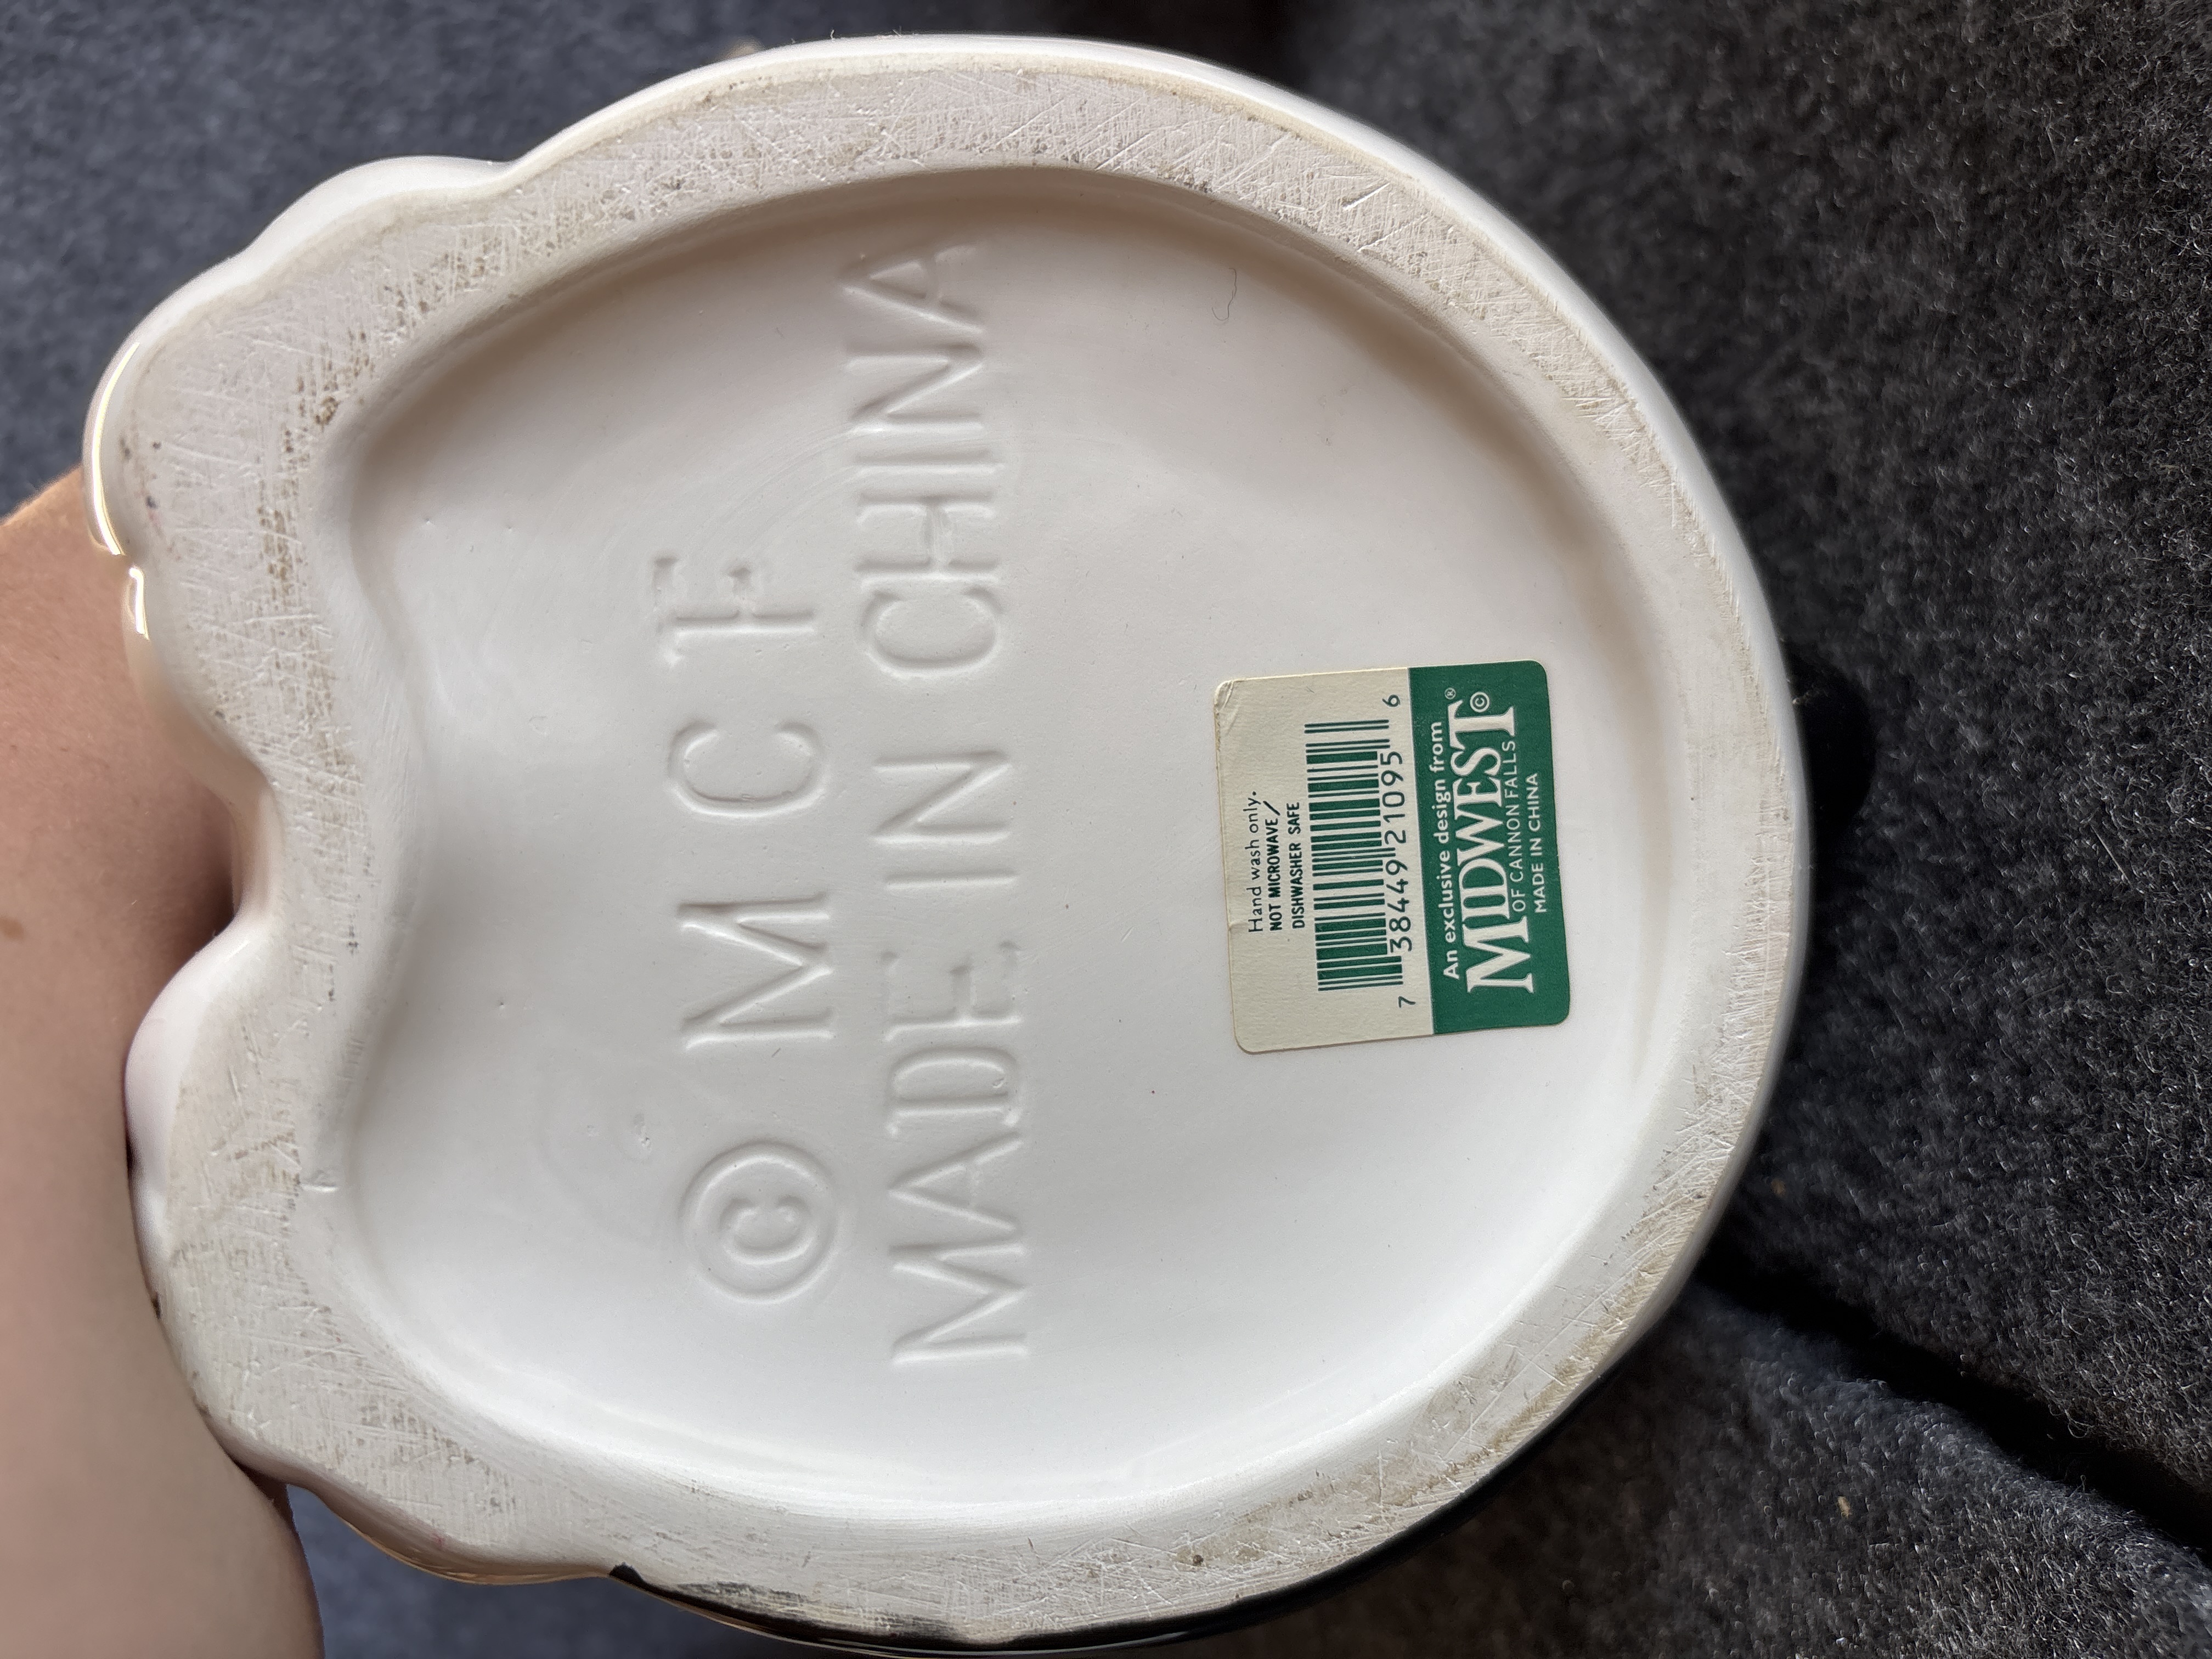 © M C F
MADE IN CHINA
Hand wash only.
NOT MICROWAVE/
DISHWASHER SAFE
7 38449 21095 6
An exclusive design from
MIDWEST®
OF CANNON FALLS©
MADE IN CHINA